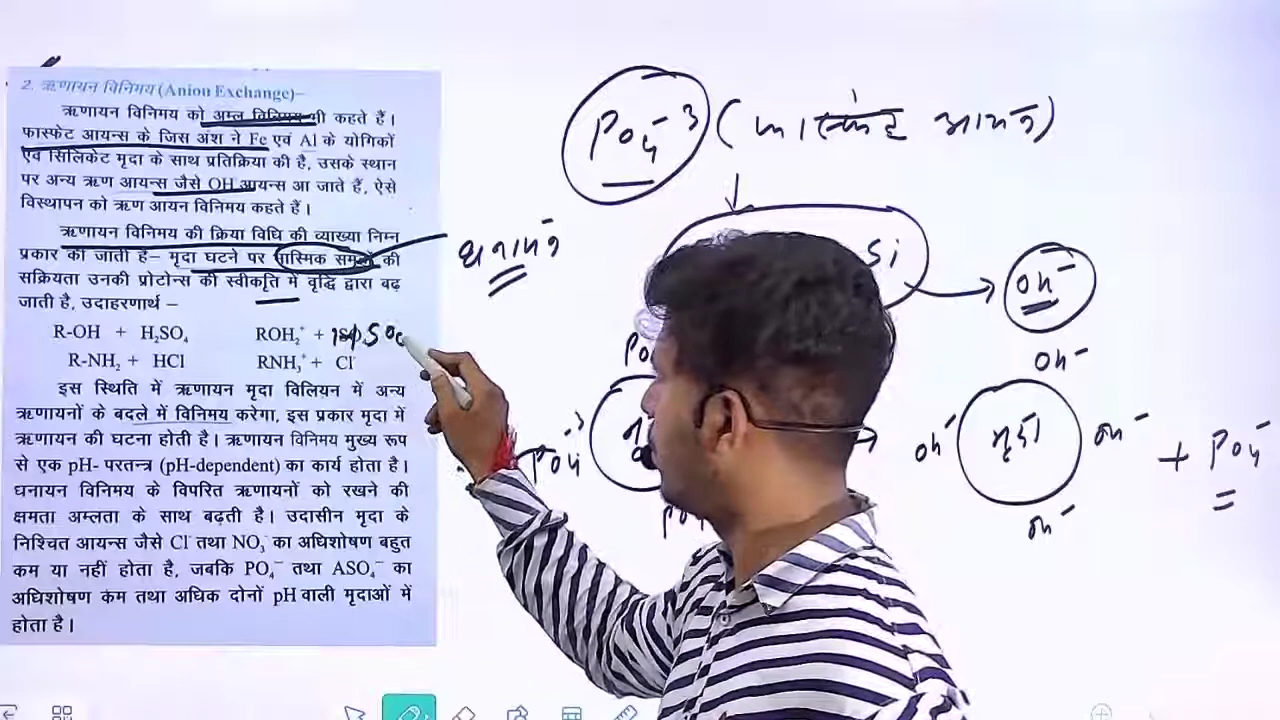 2. ऋणायन विनिमय (Anion Exchange)–
ऋणायन विनिमय को अम्ल विनिमय भी कहते हैं।
फास्फेट आयन्स के जिस अंश ने Fe एवं Al के योगिकों
एवं सिलिकेट मृदा के साथ प्रतिक्रिया की है, उसके स्थान
पर अन्य ऋण आयन्स जैसे OH आयन्स आ जाते हैं, ऐसे
विस्थापन को ऋण आयन विनिमय कहते हैं।
ऋणायन विनिमय की क्रिया विधि की व्याख्या निम्न
प्रकार की जाती है– मृदा घटने पर भास्मिक की
सक्रियता उनकी प्रोटोन्स की स्वीकृति में वृद्धि द्वारा बढ़
जाती है, उदाहरणार्थ –
R-OH + H₂SO₄ ROH₂⁺ +
R-NH₂ + HCl RNH₃⁺ + Cl
इस स्थिति में ऋणायन मृदा विलियन में अन्य
ऋणायनों के बदले में विनिमय करेगा, इस प्रकार मृदा में
ऋणायन की घटना होती है। ऋणायन विनिमय मुख्य रूप
से एक pH- परतन्त्र (pH-dependent) का कार्य होता है।
धनायन विनिमय के विपरित ऋणायनों को रखने की
क्षमता अम्लता के साथ बढ़ती है। उदासीन मृदा के
निश्चित आयन्स जैसे Cl तथा NO₃ का अधिशोषण बहुत
कम या नहीं होता है, जबकि PO₄⁻ तथा ASO₄⁻ का
अधिशोषण कम तथा अधिक दोनों pH वाली मृदाओं में
होता है।
PO₄⁻³ (फास्फेट आयन)
धनायन
Si
OH⁻
OH⁻
PO₄⁻³
OH⁻ मृदा OH⁻ + PO₄⁻
OH⁻